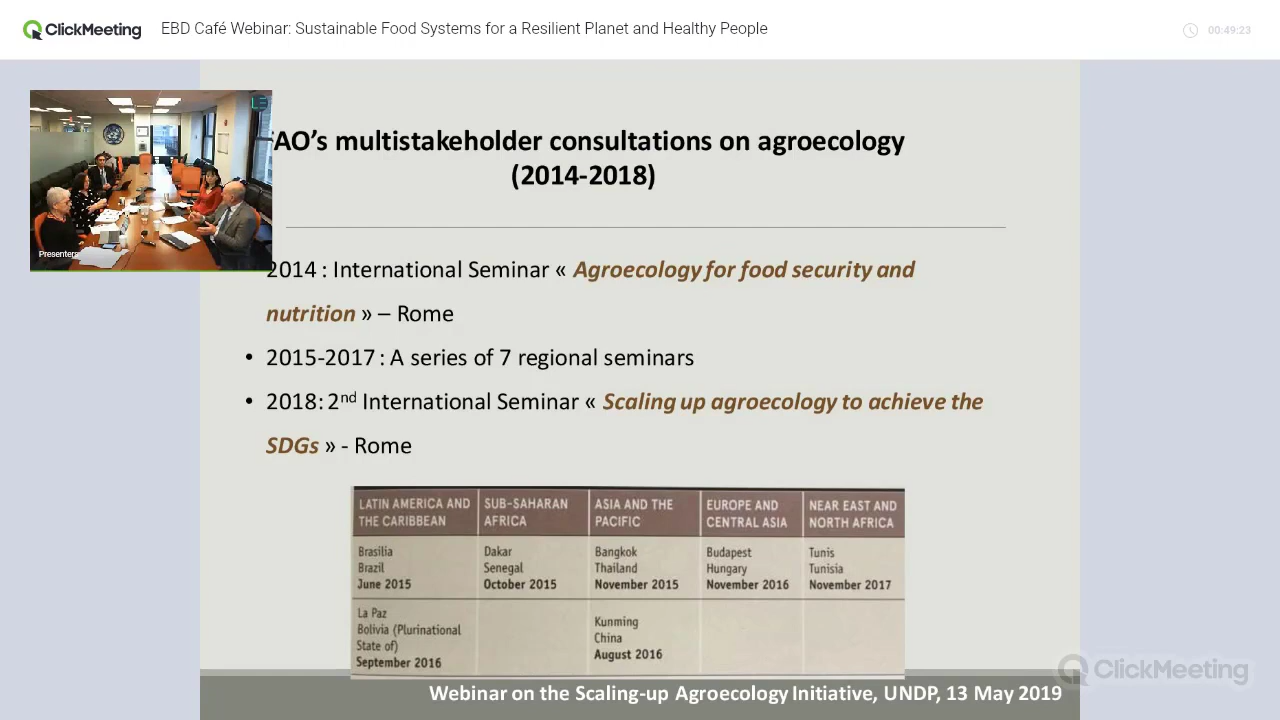 ClickMeeting
EBD Café Webinar: Sustainable Food Systems for a Resilient Planet and Healthy People
00:49:23
AO’s multistakeholder consultations on agroecology
(2014-2018)
Presenters
2014 : International Seminar « Agroecology for food security and
nutrition » – Rome
• 2015-2017 : A series of 7 regional seminars
• 2018: 2nd International Seminar « Scaling up agroecology to achieve the
SDGs » - Rome
LATIN AMERICA AND THE CARIBBEAN
SUB-SAHARAN AFRICA
ASIA AND THE PACIFIC
EUROPE AND CENTRAL ASIA
NEAR EAST AND NORTH AFRICA
Brasilia
Brazil
June 2015
Dakar
Senegal
October 2015
Bangkok
Thailand
November 2015
Budapest
Hungary
November 2016
Tunis
Tunisia
November 2017
La Paz
Bolivia (Plurinational
State of)
September 2016
Kunming
China
August 2016
ClickMeeting
Webinar on the Scaling-up Agroecology Initiative, UNDP, 13 May 2019